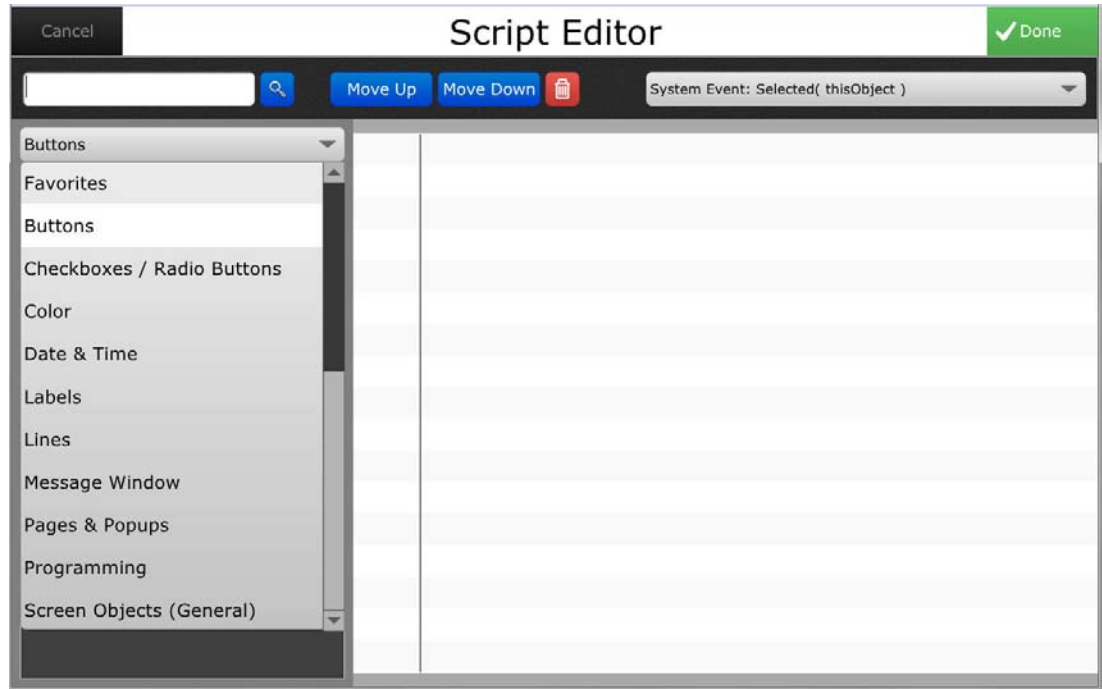 Cancel
Script Editor
Done
Move Up
Move Down
System Event: Selected( thisObject )
Buttons
Favorites
Buttons
Checkboxes / Radio Buttons
Color
Date & Time
Labels
Lines
Message Window
Pages & Popups
Programming
Screen Objects (General)